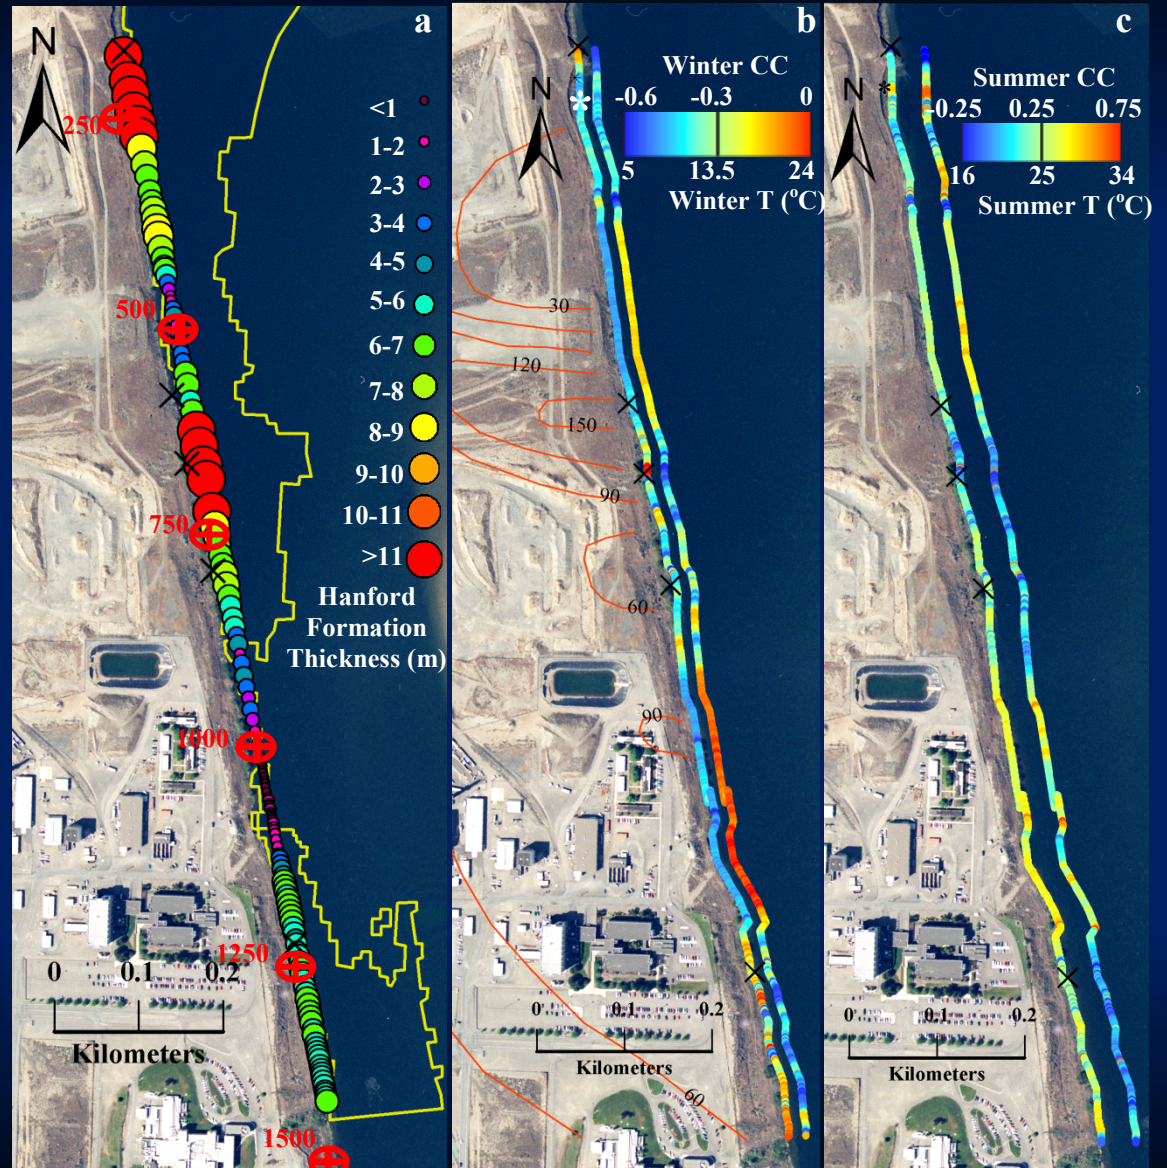 a
N
<1
1-2
2-3
3-4
4-5
5-6
6-7
7-8
8-9
9-10
10-11
>11
Hanford
Formation
Thickness (m)
250
500
750
1000
1250
1500
0 0.1 0.2
Kilometers
b
N
Winter CC
-0.6 -0.3 0
5 13.5 24
Winter T (°C)
*
30
120
150
90
60
90
60
0 0.1 0.2
Kilometers
c
N
Summer CC
-0.25 0.25 0.75
16 25 34
Summer T (°C)
*
0 0.1 0.2
Kilometers